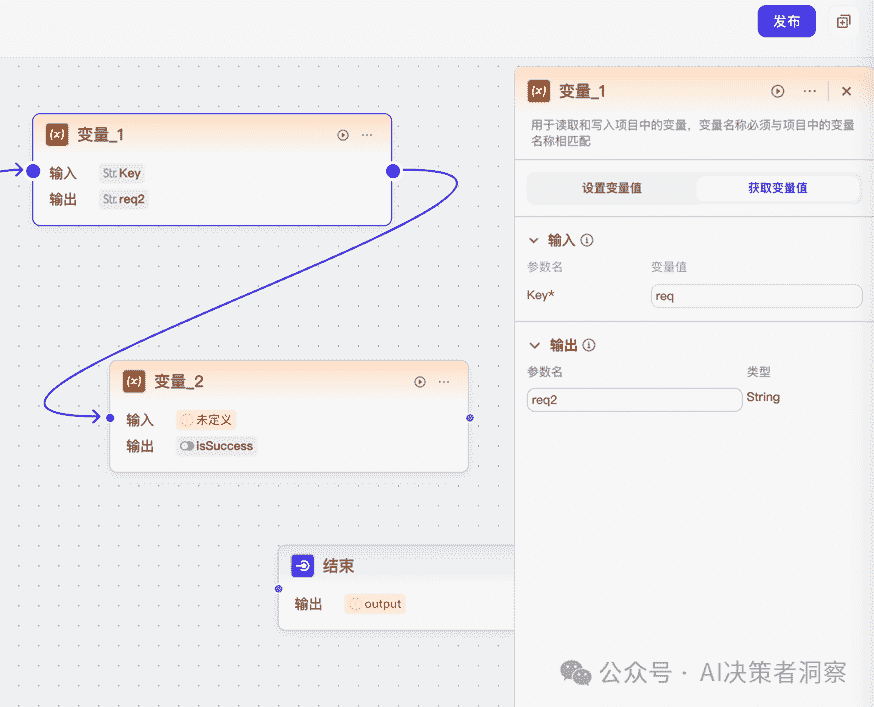 发布
变量_1
输入 Str. Key
输出 Str. req2
变量_2
输入 未定义
输出 isSuccess
结束
输出 output
变量_1
用于读取和写入项目中的变量，变量名称必须与项目中的变量
名称相匹配
设置变量值 获取变量值
输入
参数名 变量值
Key* req
输出
参数名 类型
req2 String
公众号 · AI决策者洞察